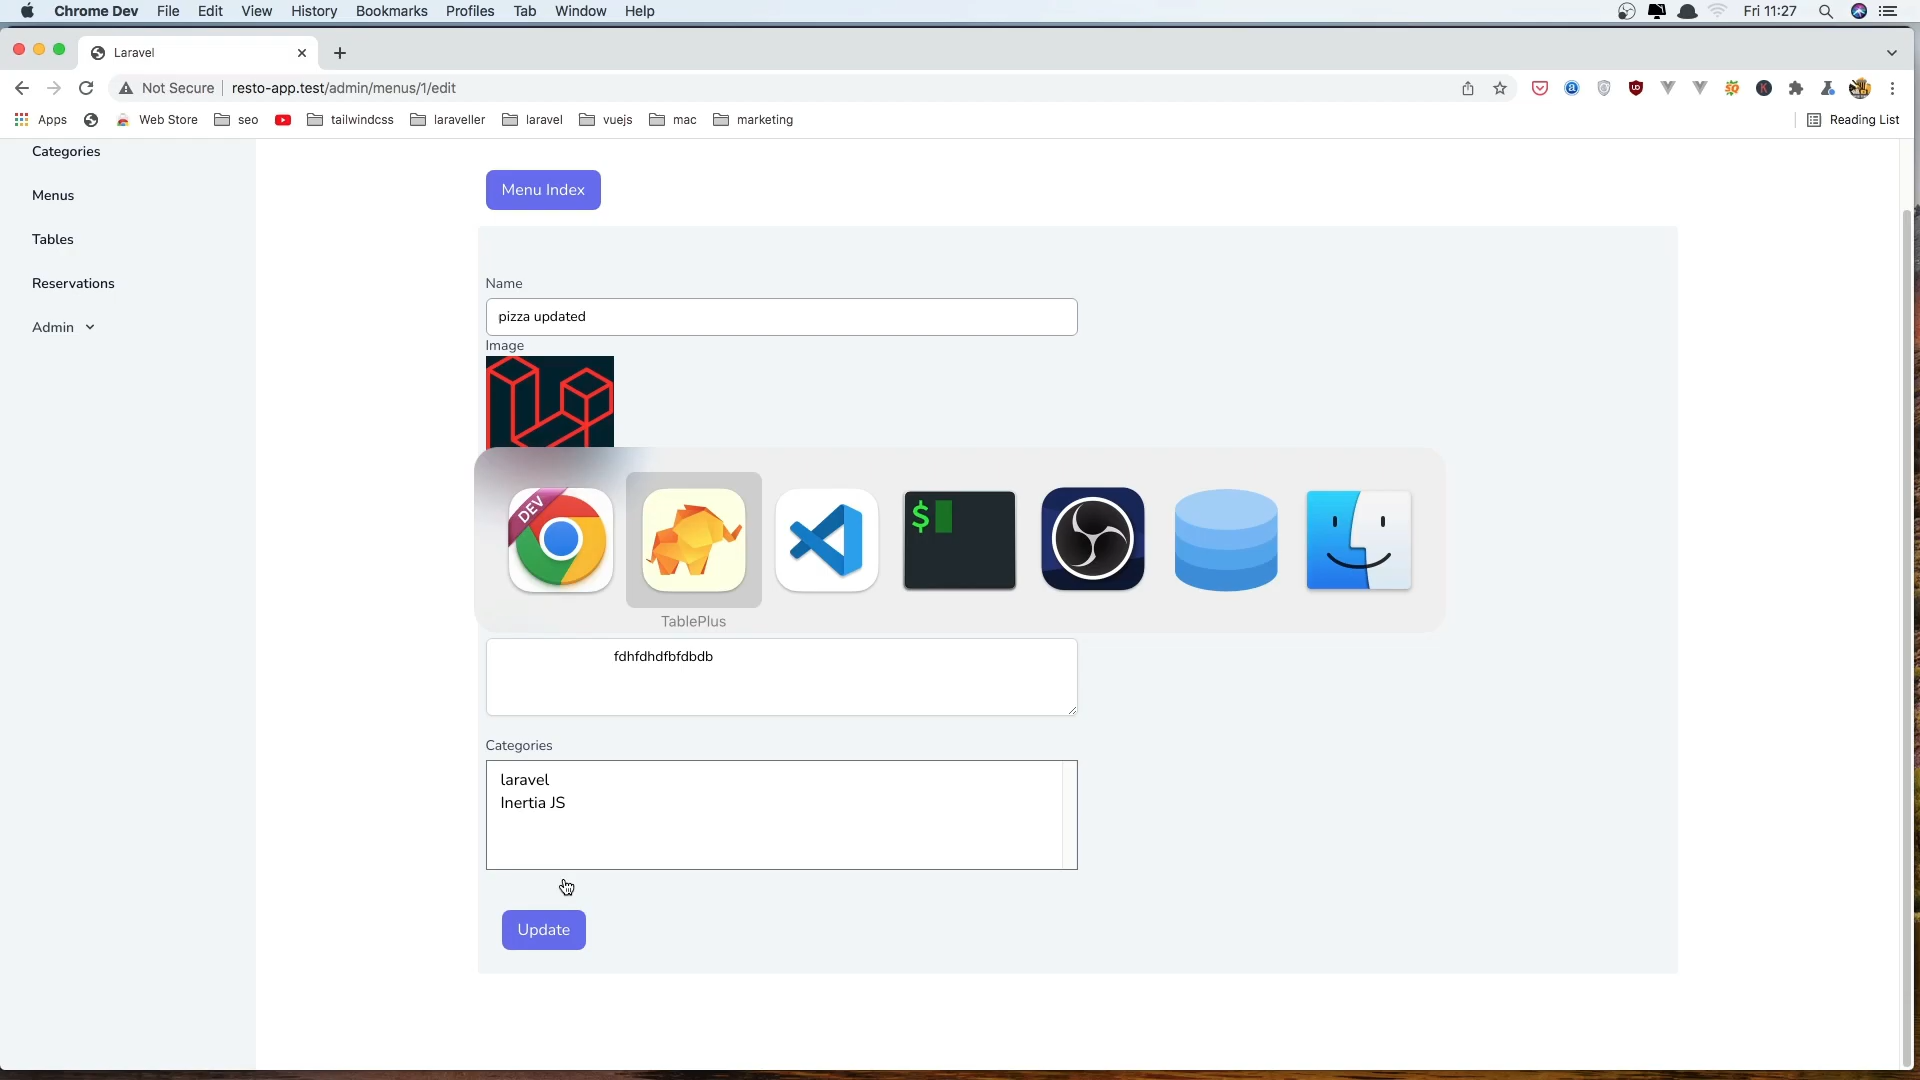 Chrome Dev File Edit View History Bookmarks Profiles Tab Window Help Fri 11:27
Laravel
Not Secure resto-app.test/admin/menus/1/edit
Apps Web Store seo tailwindcss laraveller laravel vuejs mac marketing Reading List
Categories
Menus
Tables
Reservations
Admin
Menu Index
Name
pizza updated
Image
DEV
$
TablePlus
fdhfdhdfbfdbdb
Categories
laravel
Inertia JS
Update